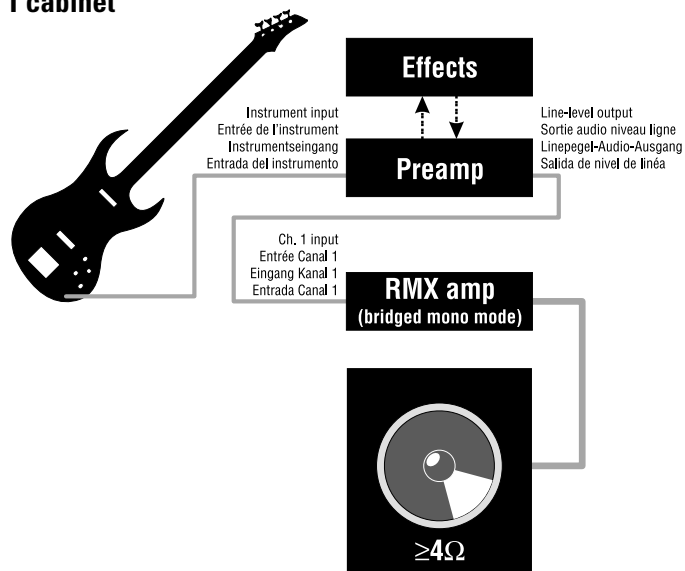 1 cabinet
Effects
Instrument input
Entrée de l'instrument
Instrumentseingang
Entrada del instrumento
Preamp
Line-level output
Sortie audio niveau ligne
Linepegel-Audio-Ausgang
Salida de nivel de linéa
Ch. 1 input
Entrée Canal 1
Eingang Kanal 1
Entrada Canal 1
RMX amp
(bridged mono mode)
≥4Ω